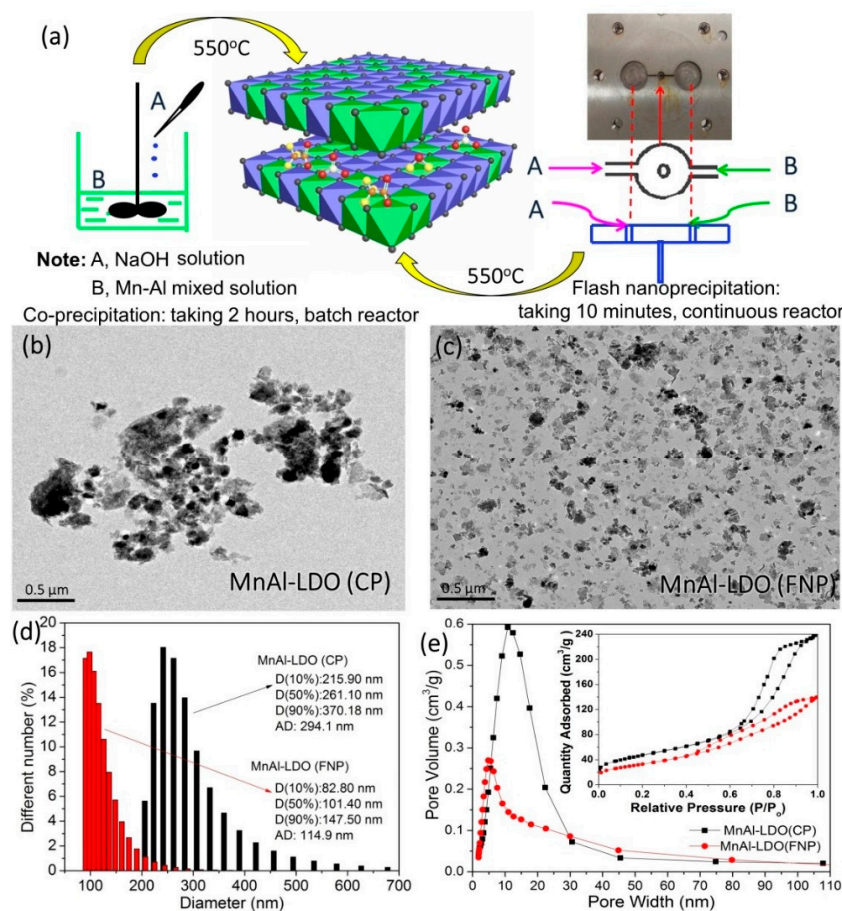 (a)
550°C
A
B
A
B
A
B
Note: A, NaOH solution
B, Mn-Al mixed solution
550°C
Flash nanoprecipitation:
Co-precipitation: taking 2 hours, batch reactor
taking 10 minutes, continuous reactor
(b)
0.5 μm
MnAl-LDO (CP)
(c)
0.5 μm
MnAl-LDO (FNP)
(d)
20
18
16
14
12
10
8
6
4
2
0
Different number (%)
MnAl-LDO (CP)
D(10%):215.90 nm
D(50%):261.10 nm
D(90%):370.18 nm
AD: 294.1 nm
MnAl-LDO (FNP)
D(10%):82.80 nm
D(50%):101.40 nm
D(90%):147.50 nm
AD: 114.9 nm
100 200 300 400 500 600 700
Diameter (nm)
(e)
0.6
0.5
0.4
0.3
0.2
0.1
0.0
Pore Volume (cm³/g)
240
200
160
120
80
40
0
Quantity Adsorbed (cm³/g )
0.0 0.2 0.4 0.6 0.8 1.0
Relative Pressure (P/Po)
MnAl-LDO(CP)
MnAl-LDO(FNP)
0 10 20 30 40 50 60 70 80 90 100 110
Pore Width (nm)